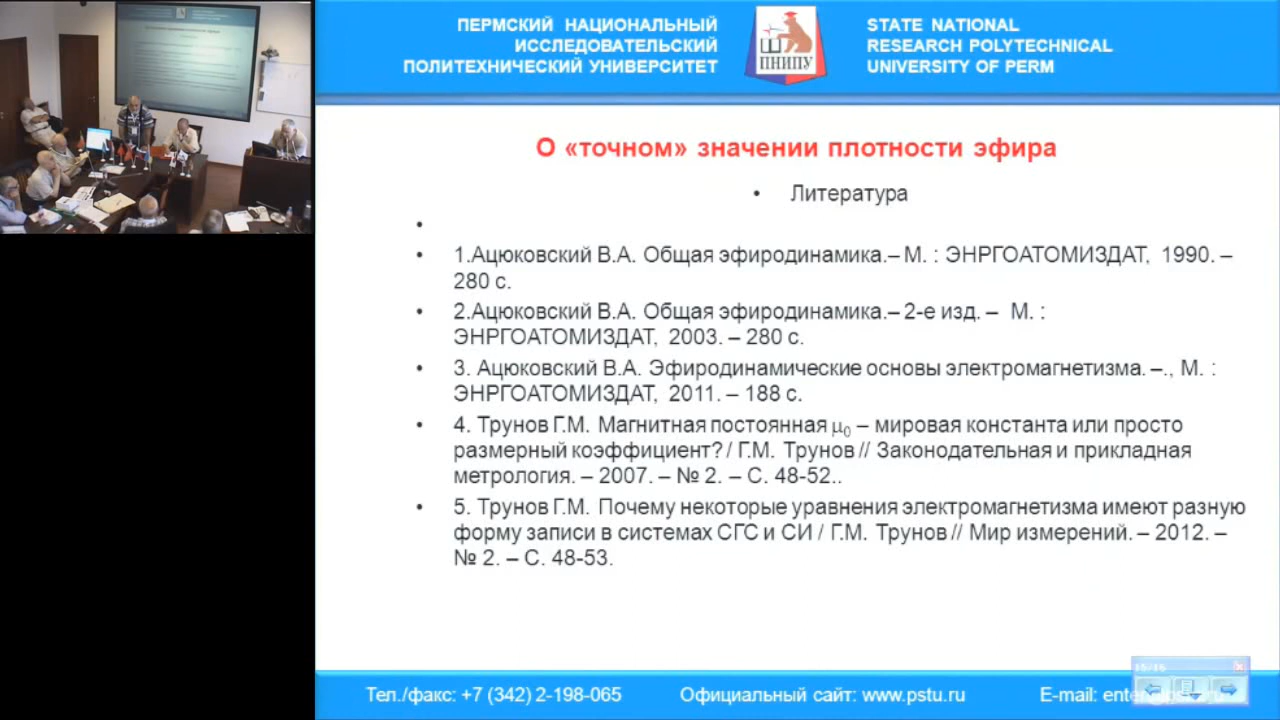 ПЕРМСКИЙ НАЦИОНАЛЬНЫЙ
ИССЛЕДОВАТЕЛЬСКИЙ
ПОЛИТЕХНИЧЕСКИЙ УНИВЕРСИТЕТ
ПНИПУ
STATE NATIONAL
RESEARCH POLYTECHNICAL
UNIVERSITY OF PERM
О «точном» значении плотности эфира
• Литература
•
• 1.Ацюковский В.А. Общая эфиродинамика.– М. : ЭНРГОАТОМИЗДАТ, 1990. –
280 с.
• 2.Ацюковский В.А. Общая эфиродинамика.– 2-е изд. – М. :
ЭНРГОАТОМИЗДАТ, 2003. – 280 с.
• 3. Ацюковский В.А. Эфиродинамические основы электромагнетизма. –., М. :
ЭНРГОАТОМИЗДАТ, 2011. – 188 с.
• 4. Трунов Г.М. Магнитная постоянная μ₀ – мировая константа или просто
размерный коэффициент? / Г.М. Трунов // Законодательная и прикладная
метрология. – 2007. – № 2. – С. 48-52..
• 5. Трунов Г.М. Почему некоторые уравнения электромагнетизма имеют разную
форму записи в системах СГС и СИ / Г.М. Трунов // Мир измерений. – 2012. –
№ 2. – С. 48-53.
15/16
Тел./факс: +7 (342) 2-198-065 Официальный сайт: www.pstu.ru E-mail: